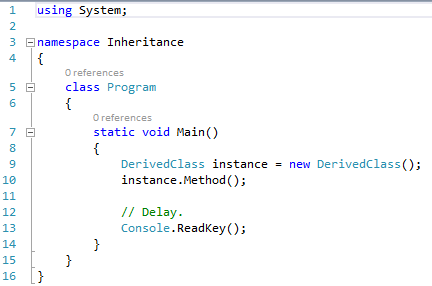 1 using System;
2
3 namespace Inheritance
4 {
0 references
5 class Program
6 {
0 references
7 static void Main()
8 {
9 DerivedClass instance = new DerivedClass();
10 instance.Method();
11
12 // Delay.
13 Console.ReadKey();
14 }
15 }
16 }